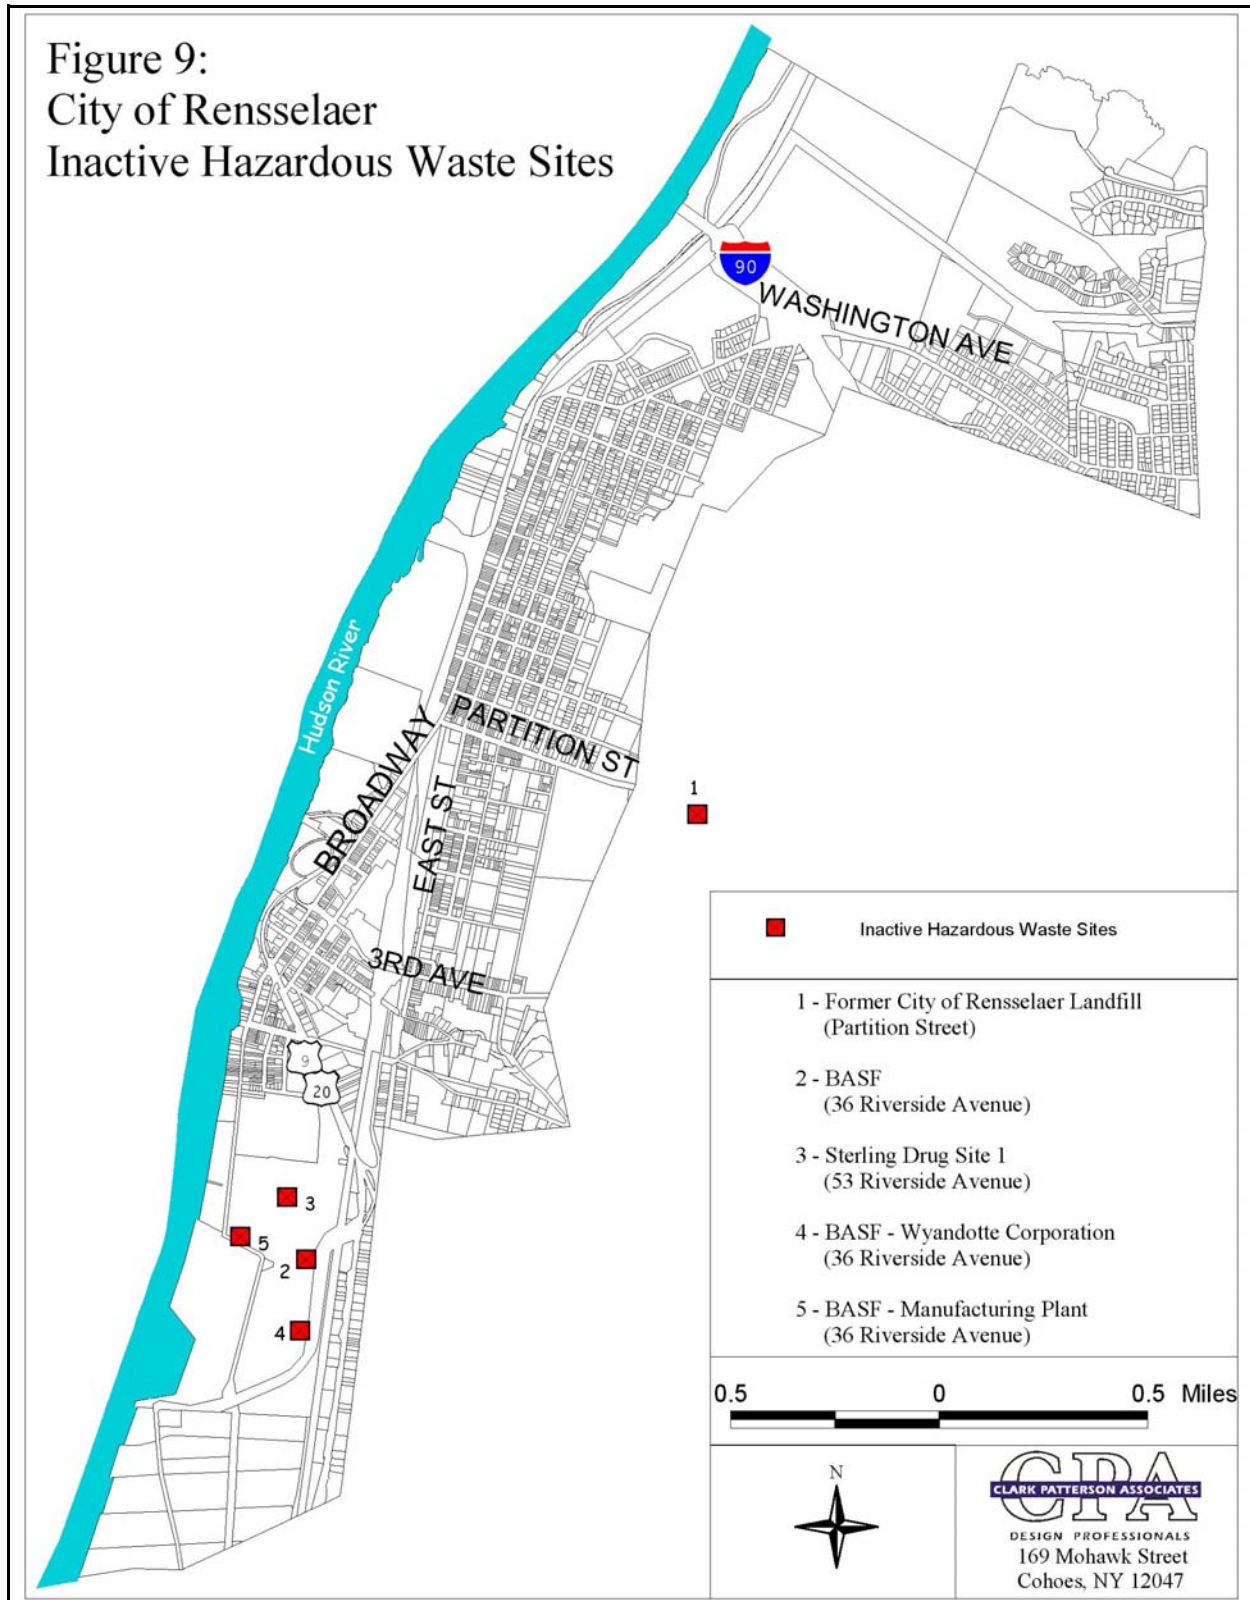 Figure 9:
City of Rensselaer
Inactive Hazardous Waste Sites
90
WASHINGTON AVE
Hudson River
PARTITION ST
BROADWAY
EAST ST
1
3RD AVE
9
20
3
5
2
4
Inactive Hazardous Waste Sites
1 - Former City of Rensselaer Landfill
(Partition Street)
2 - BASF
(36 Riverside Avenue)
3 - Sterling Drug Site 1
(53 Riverside Avenue)
4 - BASF - Wyandotte Corporation
(36 Riverside Avenue)
5 - BASF - Manufacturing Plant
(36 Riverside Avenue)
0.5 0 0.5 Miles
N
CPA
CLARK PATTERSON ASSOCIATES
DESIGN PROFESSIONALS
169 Mohawk Street
Cohoes, NY 12047